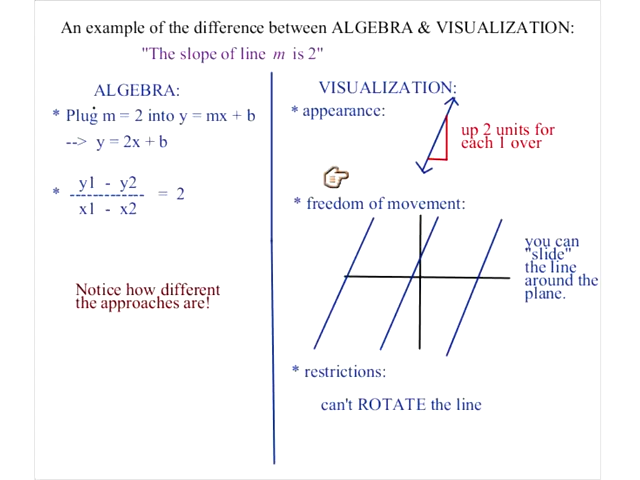 An example of the difference between ALGEBRA & VISUALIZATION:
"The slope of line m is 2"
ALGEBRA:
* Plug m = 2 into y = mx + b
--> y = 2x + b
* y1 - y2
------------- = 2
x1 - x2
Notice how different
the approaches are!
VISUALIZATION:
* appearance:
up 2 units for
each 1 over
* freedom of movement:
you can
"slide"
the line
around the
plane.
* restrictions:
can't ROTATE the line